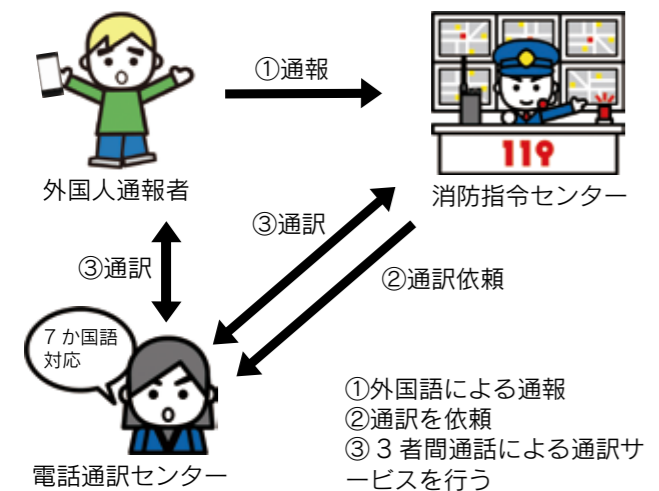 ①通報
119
外国人通報者
消防指令センター
③通訳
③通訳
②通訳依頼
7か国語
対応
①外国語による通報
②通訳を依頼
③3者間通話による通訳サ
ービスを行う
電話通訳センター